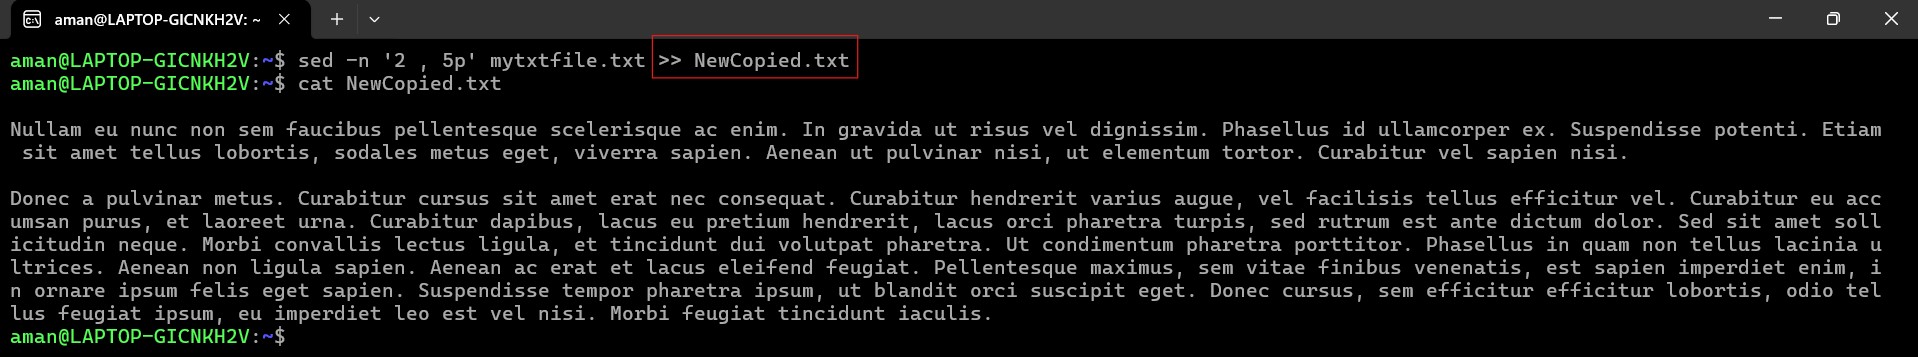 aman@LAPTOP-GICNKH2V: ~
aman@LAPTOP-GICNKH2V:~$ sed -n '2 , 5p' mytxtfile.txt >> NewCopied.txt
aman@LAPTOP-GICNKH2V:~$ cat NewCopied.txt
Nullam eu nunc non sem faucibus pellentesque scelerisque ac enim. In gravida ut risus vel dignissim. Phasellus id ullamcorper ex. Suspendisse potenti. Etiam
sit amet tellus lobortis, sodales metus eget, viverra sapien. Aenean ut pulvinar nisi, ut elementum tortor. Curabitur vel sapien nisi.
Donec a pulvinar metus. Curabitur cursus sit amet erat nec consequat. Curabitur hendrerit varius augue, vel facilisis tellus efficitur vel. Curabitur eu acc
umsan purus, et laoreet urna. Curabitur dapibus, lacus eu pretium hendrerit, lacus orci pharetra turpis, sed rutrum est ante dictum dolor. Sed sit amet soll
icitudin neque. Morbi convallis lectus ligula, et tincidunt dui volutpat pharetra. Ut condimentum pharetra porttitor. Phasellus in quam non tellus lacinia u
ltrices. Aenean non ligula sapien. Aenean ac erat et lacus eleifend feugiat. Pellentesque maximus, sem vitae finibus venenatis, est sapien imperdiet enim, i
n ornare ipsum felis eget sapien. Suspendisse tempor pharetra ipsum, ut blandit orci suscipit eget. Donec cursus, sem efficitur efficitur lobortis, odio tel
lus feugiat ipsum, eu imperdiet leo est vel nisi. Morbi feugiat tincidunt iaculis.
aman@LAPTOP-GICNKH2V:~$